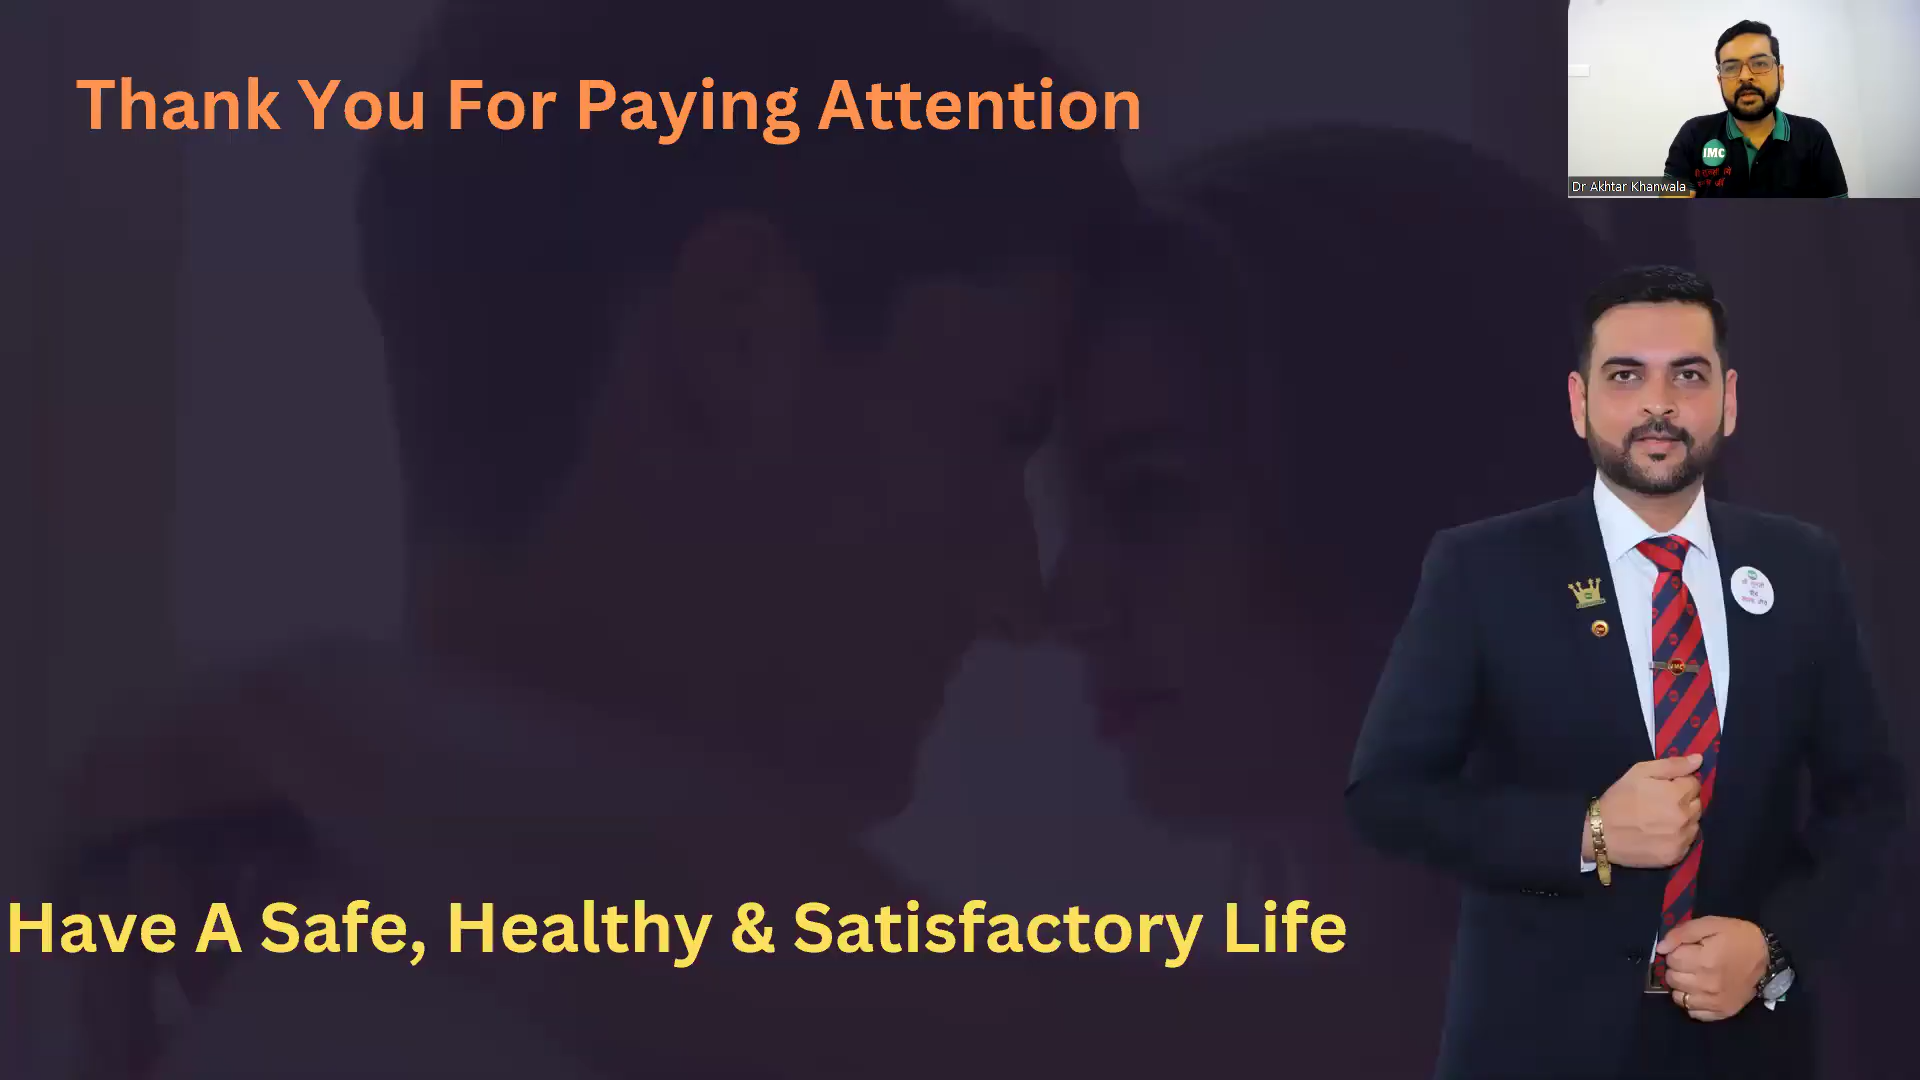 Thank You For Paying Attention
IMC
Dr Akhtar Khanwala
Have A Safe, Healthy & Satisfactory Life